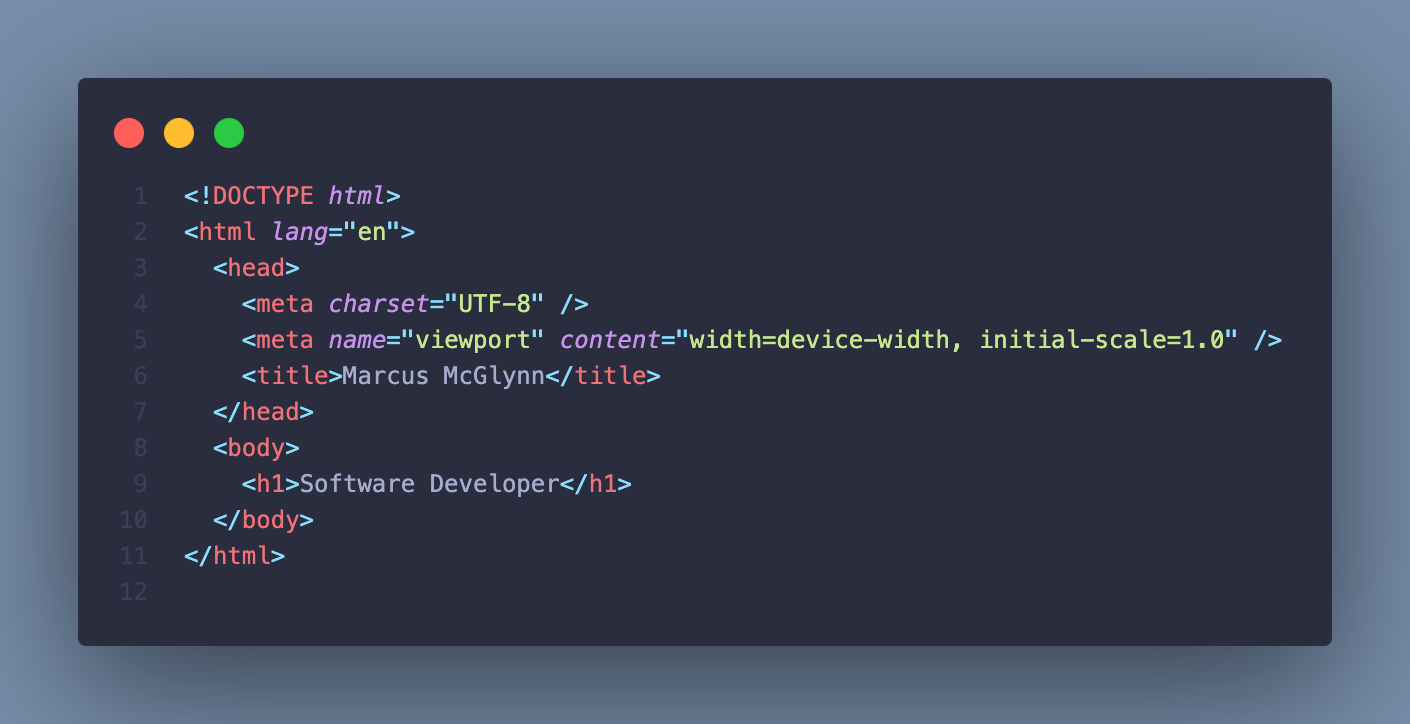 1 <!DOCTYPE html>
2 <html lang="en">
3   <head>
4     <meta charset="UTF-8" />
5     <meta name="viewport" content="width=device-width, initial-scale=1.0" />
6     <title>Marcus McGlynn</title>
7   </head>
8   <body>
9     <h1>Software Developer</h1>
10   </body>
11 </html>
12